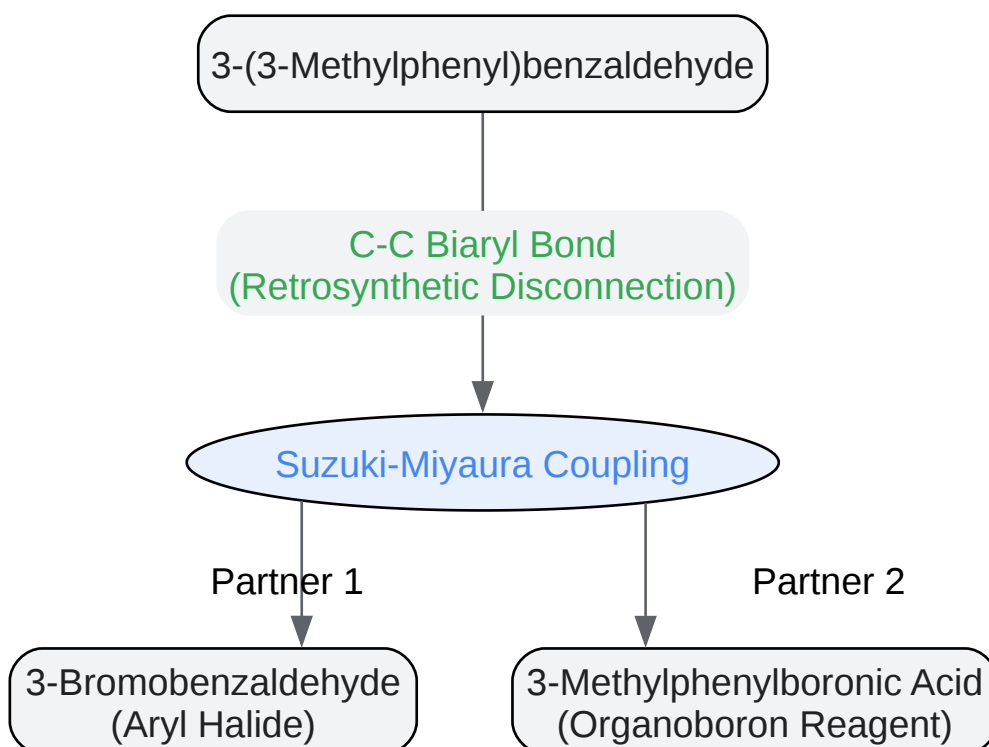 3-(3-Methylphenyl)benzaldehyde
C-C Biaryl Bond
(Retrosynthetic Disconnection)
Suzuki-Miyaura Coupling
Partner 1
Partner 2
3-Bromobenzaldehyde
(Aryl Halide)
3-Methylphenylboronic Acid
(Organoboron Reagent)